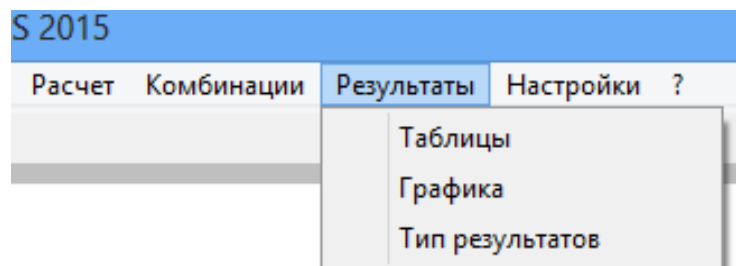 S 2015
Расчет Комбинации Результаты Настройки ?
Таблицы
Графика
Тип результатов